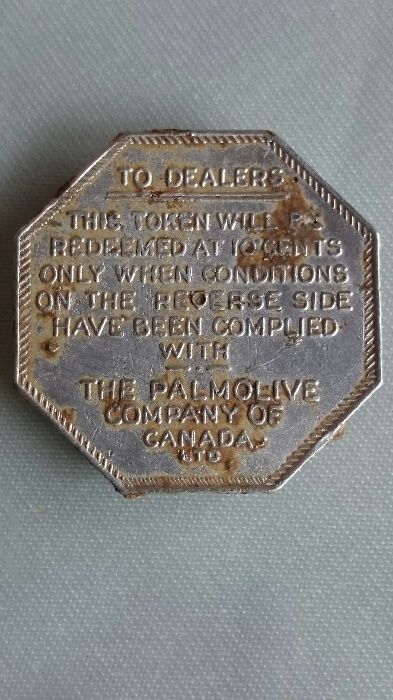 TO DEALERS
THIS TOKEN WILL BE
REDEEMED AT 10 CENTS
ONLY WHEN CONDITIONS
ON THE REVERSE SIDE
HAVE BEEN COMPLIED
WITH
THE PALMOLIVE
COMPANY OF
CANADA
LTD